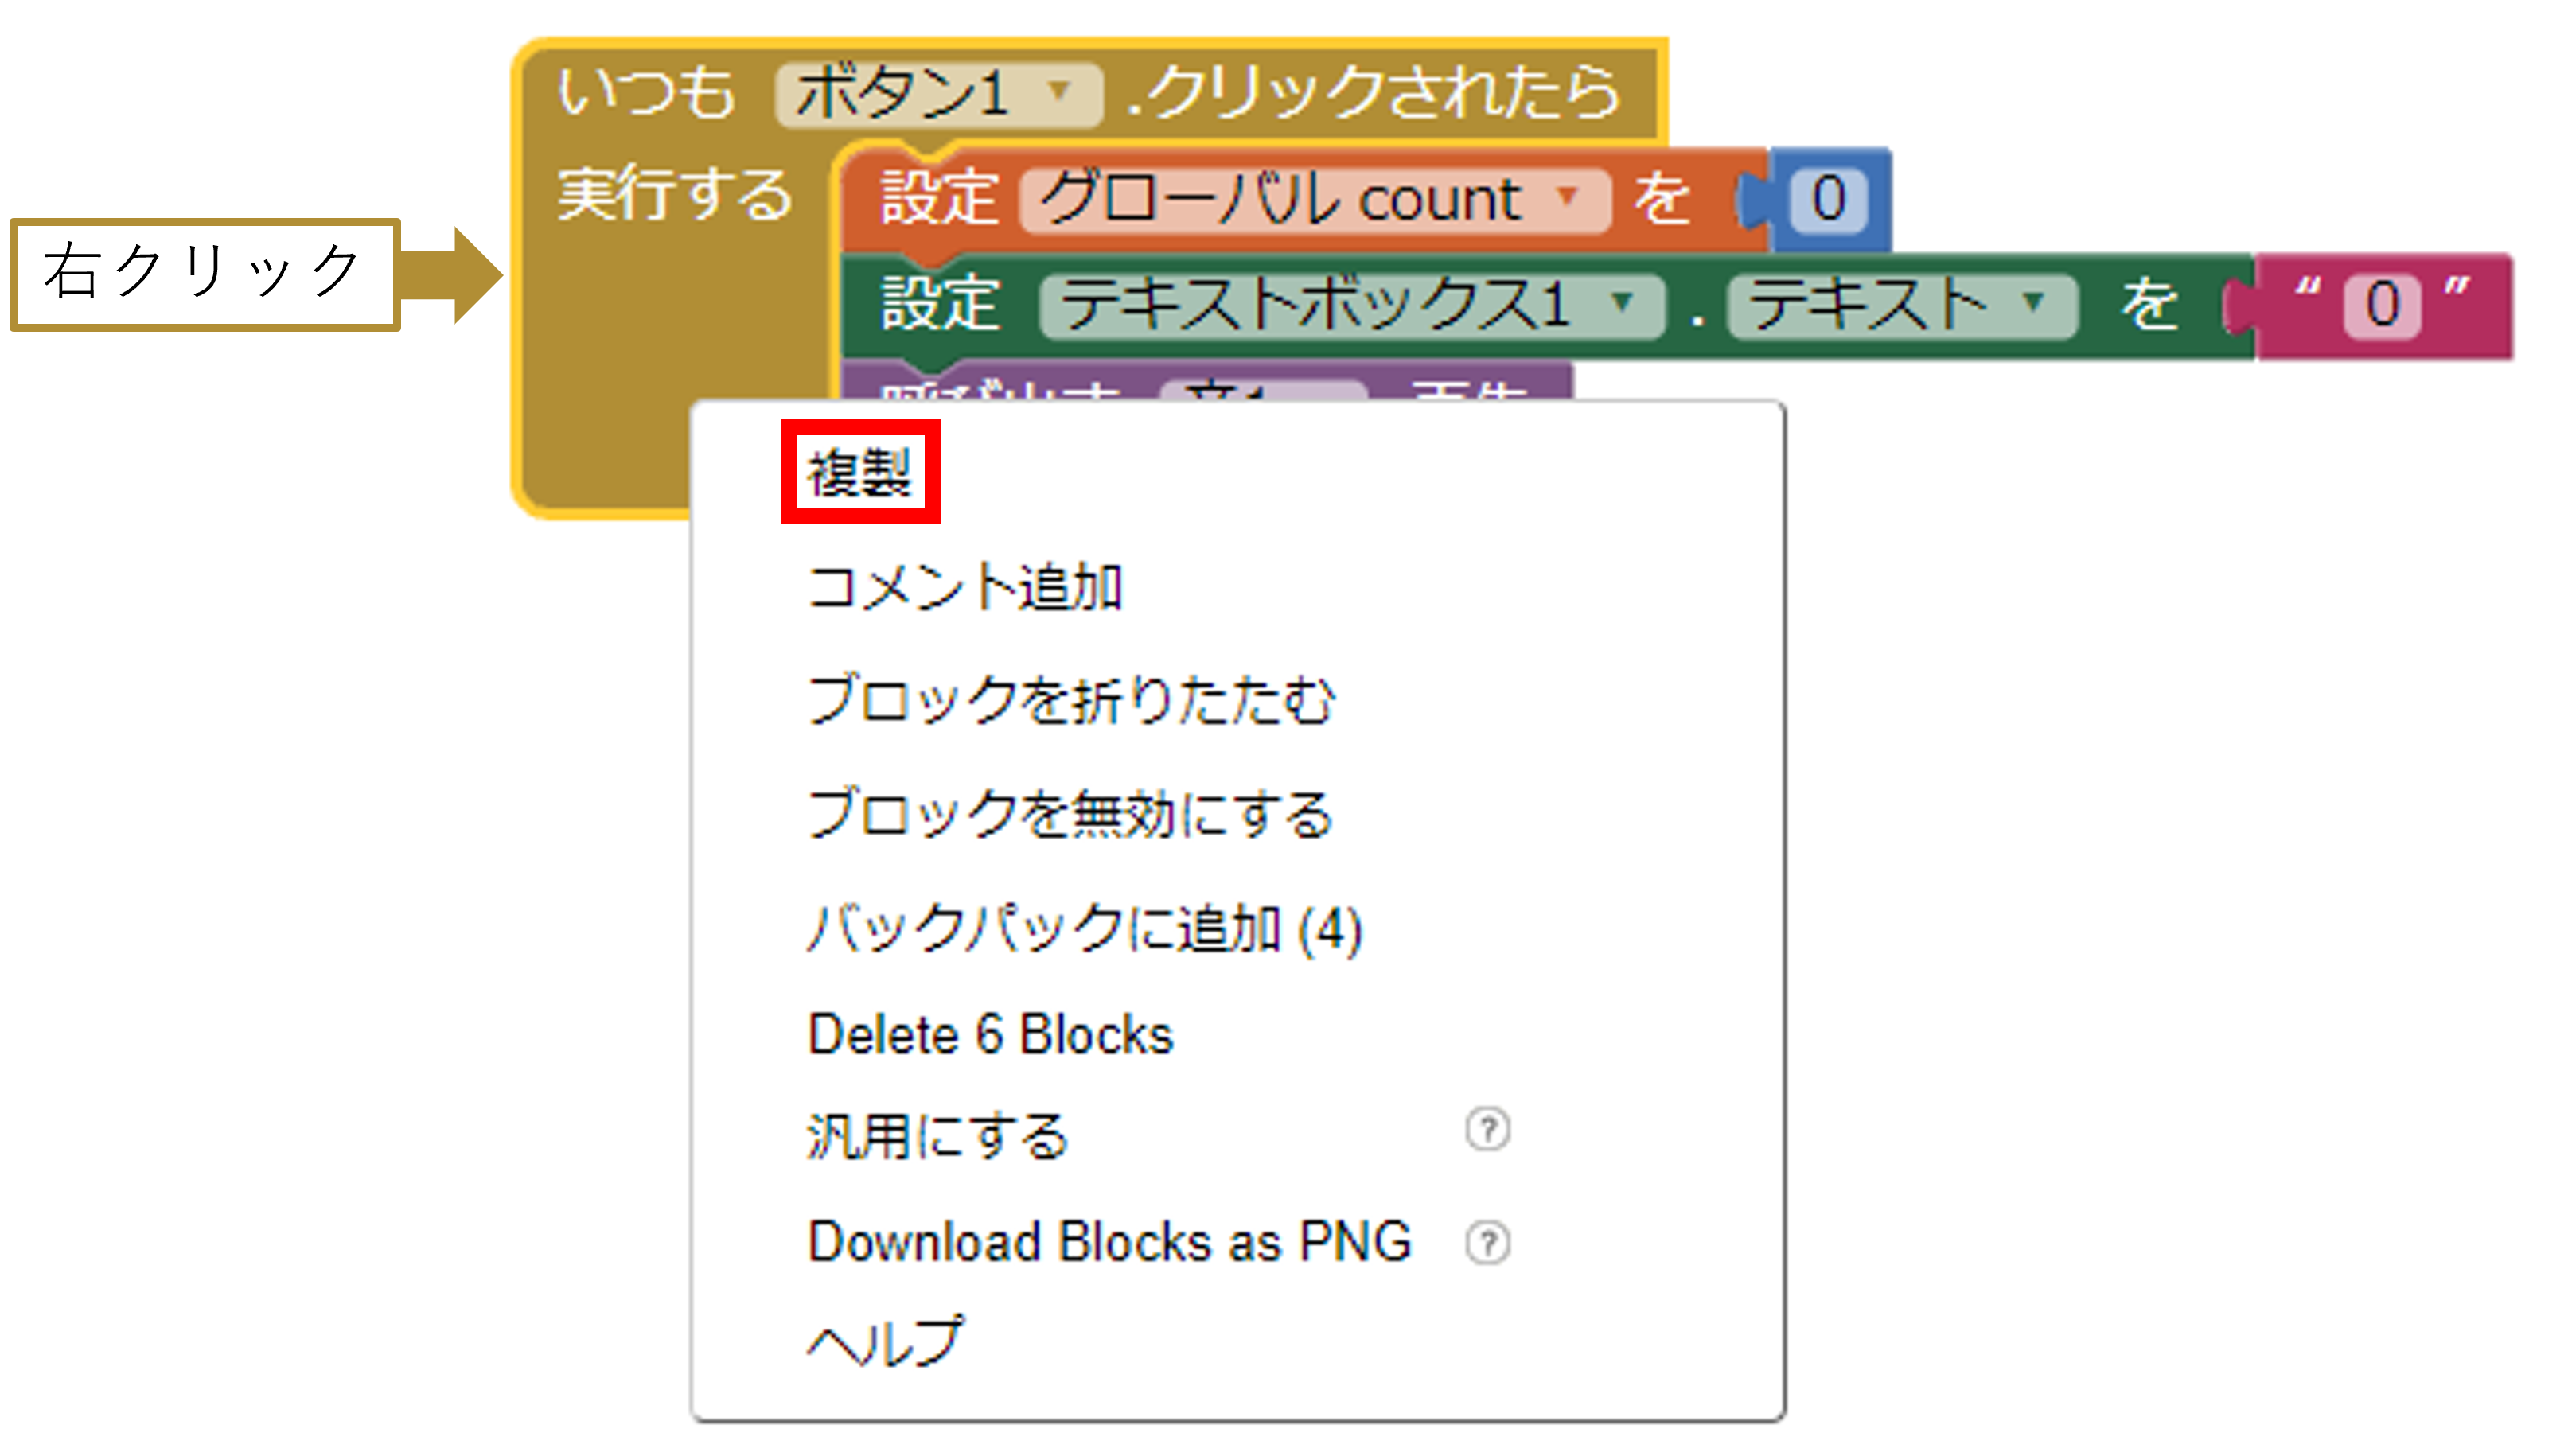 いつも ボタン1 .クリックされたら
実行する 設定 グローバル count を 0
右クリック
設定 テキストボックス1 . テキスト を “ 0 ”
複製
コメント追加
ブロックを折りたたむ
ブロックを無効にする
バックパックに追加 (4)
Delete 6 Blocks
汎用にする ?
Download Blocks as PNG ?
ヘルプ